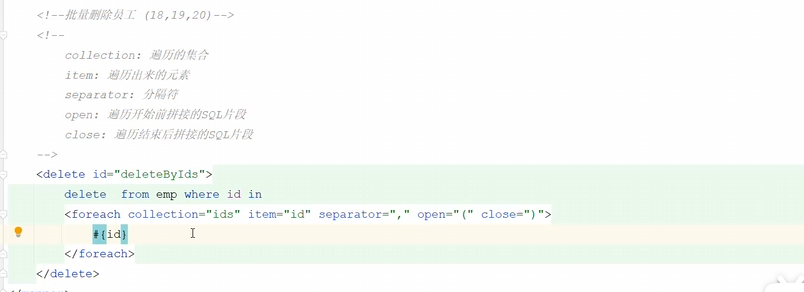 <!--批量删除员工 (18,19,20)-->
<!--
collection: 遍历的集合
item: 遍历出来的元素
separator: 分隔符
open: 遍历开始前拼接的SQL片段
close: 遍历结束后拼接的SQL片段
-->
<delete id="deleteByIds">
delete  from emp where id in
<foreach collection="ids" item="id" separator="," open="(" close=")">
#{id}
</foreach>
</delete>